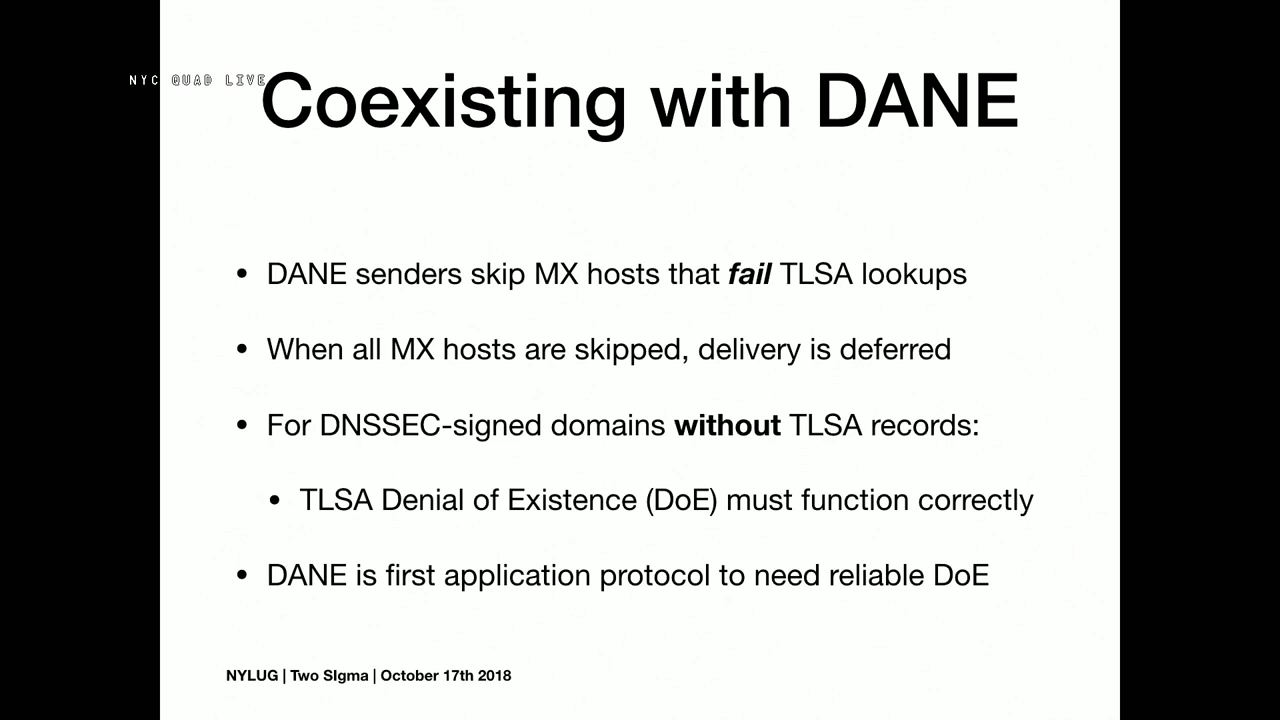 NYC QUAD LIVE
Coexisting with DANE
• DANE senders skip MX hosts that fail TLSA lookups
• When all MX hosts are skipped, delivery is deferred
• For DNSSEC-signed domains without TLSA records:
• TLSA Denial of Existence (DoE) must function correctly
• DANE is first application protocol to need reliable DoE
NYLUG | Two SIgma | October 17th 2018